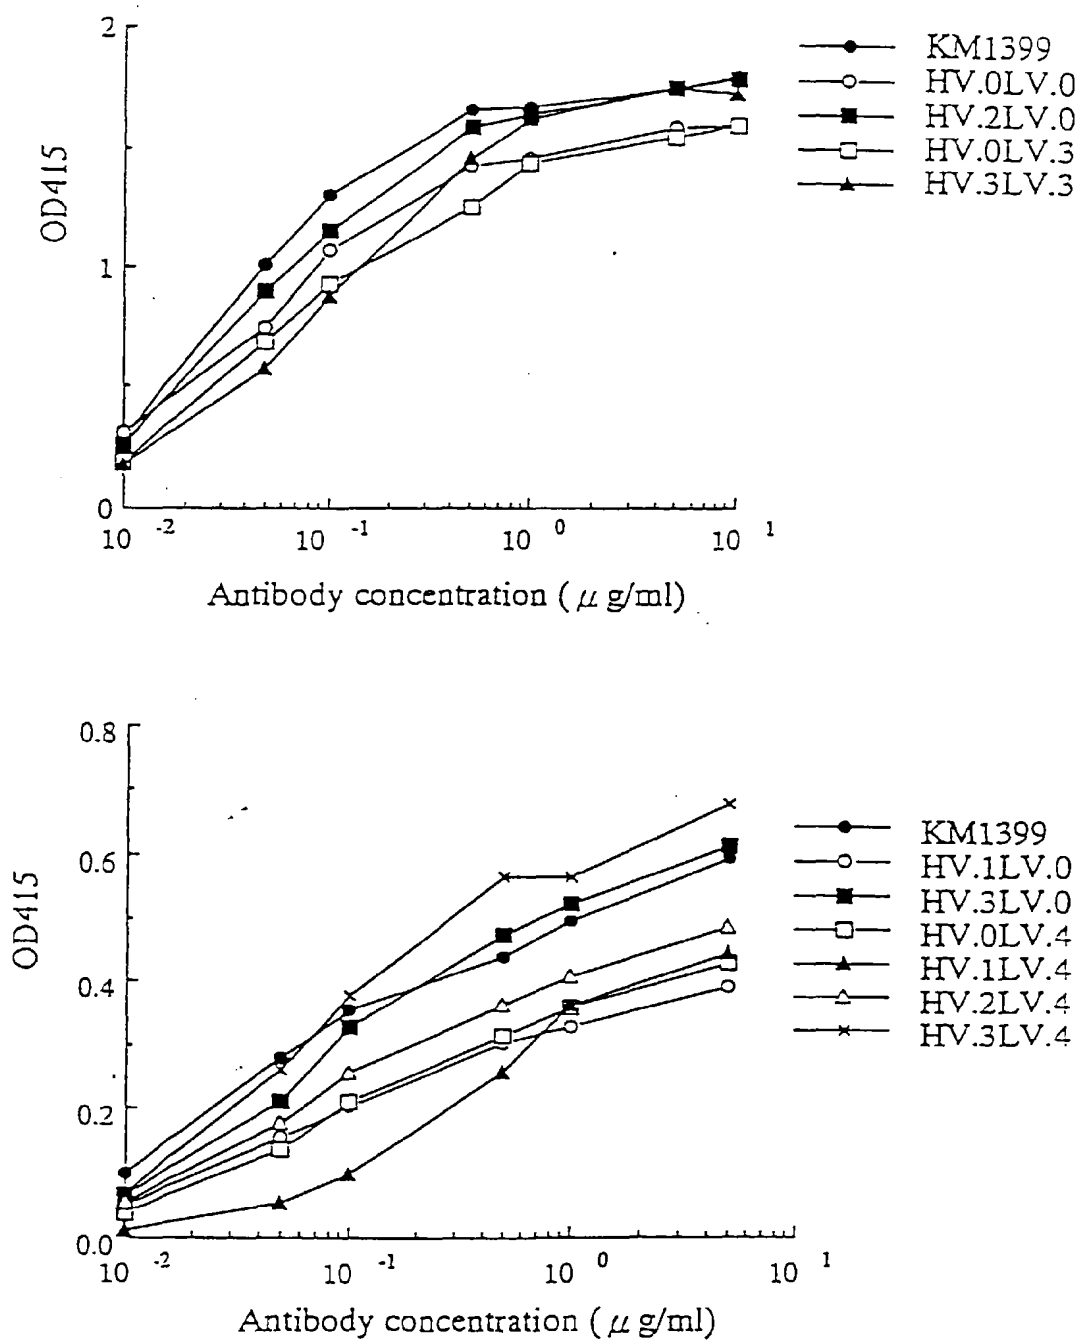 2
1
0
OD415
10 -2
10 -1
10 0
10 1
Antibody concentration ( μ g/ml)
KM1399
HV.0LV.0
HV.2LV.0
HV.0LV.3
HV.3LV.3
0.8
0.6
0.4
0.2
0.0
OD415
10 -2
10 -1
10 0
10 1
Antibody concentration ( μ g/ml)
KM1399
HV.1LV.0
HV.3LV.0
HV.0LV.4
HV.1LV.4
HV.2LV.4
HV.3LV.4